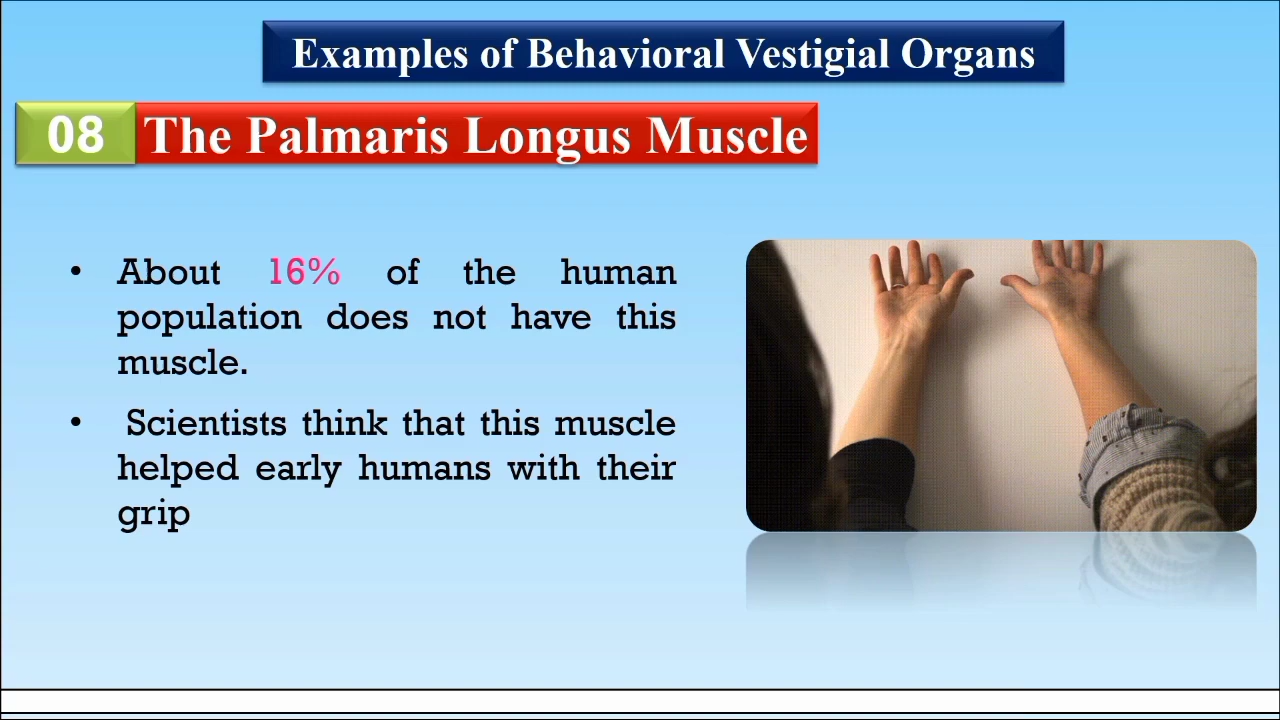 Examples of Behavioral Vestigial Organs
08 The Palmaris Longus Muscle
• About 16% of the human
population does not have this
muscle.
• Scientists think that this muscle
helped early humans with their
grip